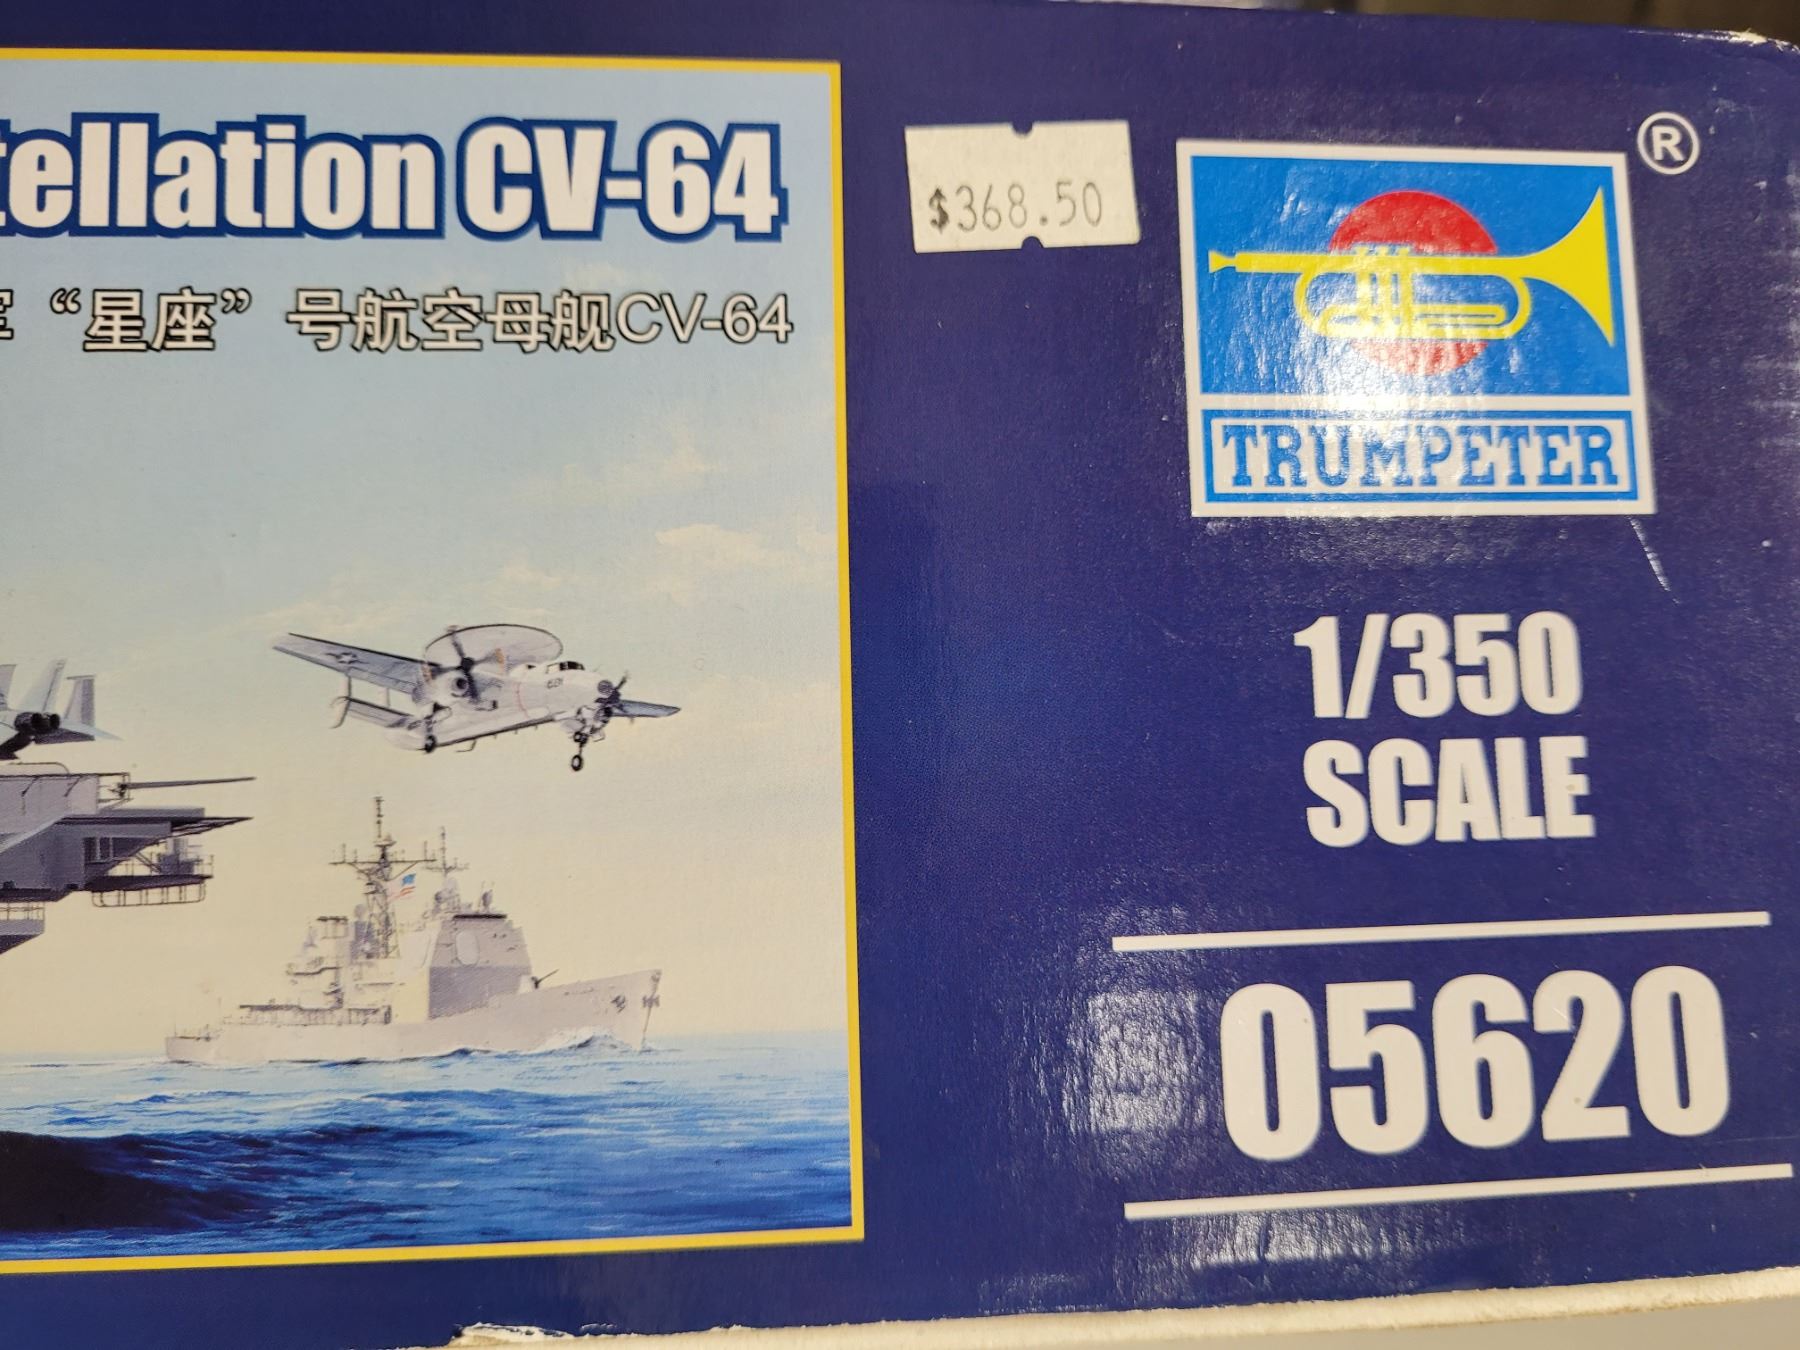 tellation CV-64
“星座” 号航空母舰CV-64
$368.50
®
TRUMPETER
1/350
SCALE
05620